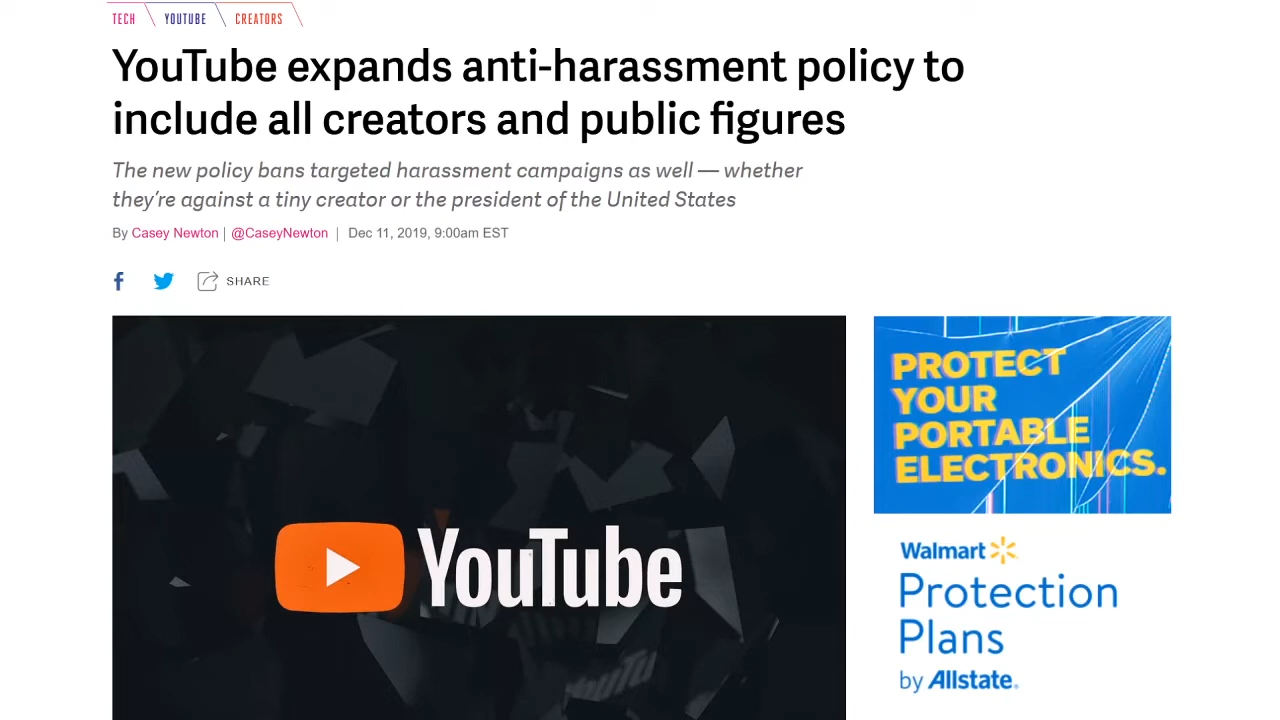 TECH YOUTUBE CREATORS
YouTube expands anti-harassment policy to
include all creators and public figures
The new policy bans targeted harassment campaigns as well — whether
they're against a tiny creator or the president of the United States
By Casey Newton | @CaseyNewton | Dec 11, 2019, 9:00am EST
f SHARE
YouTube
PROTECT
YOUR
PORTABLE
ELECTRONICS.
Walmart
Protection
Plans
by Allstate.